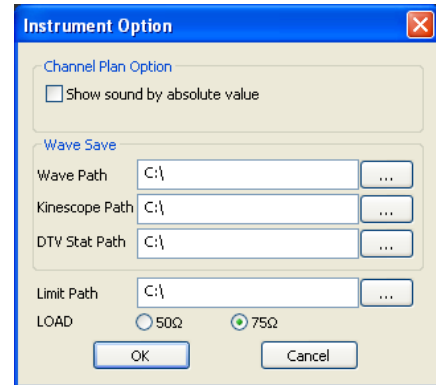 Instrument Option
Channel Plan Option
Show sound by absolute value
Wave Save
Wave Path C:\ ...
Kinescope Path C:\ ...
DTV Stat Path C:\ ...
Limit Path C:\ ...
LOAD 50Ω 75Ω
OK Cancel